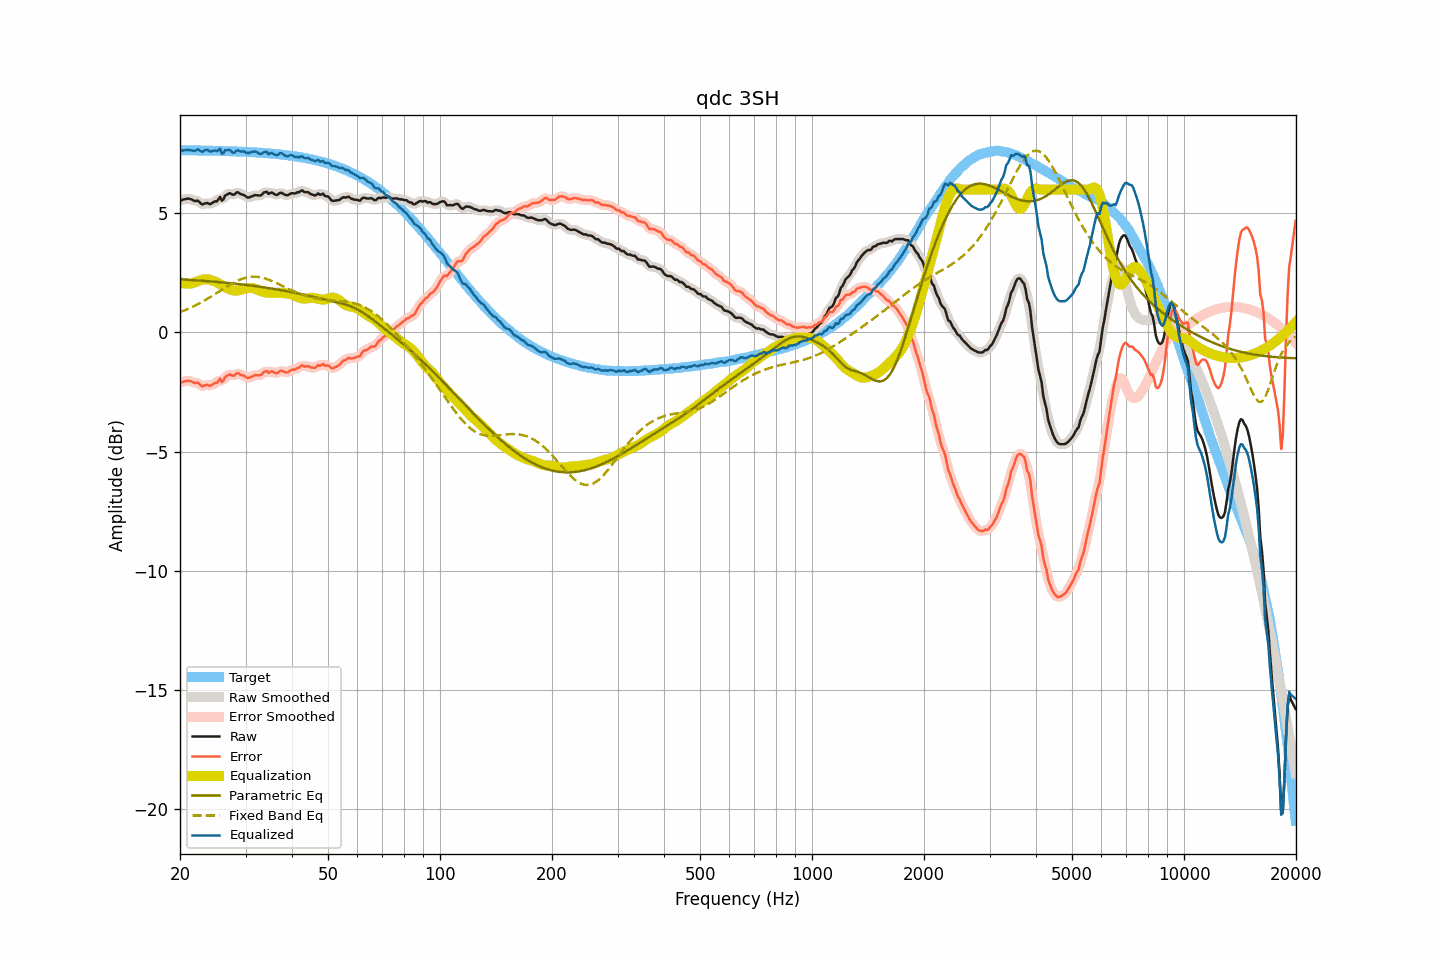 qdc 3SH
Amplitude (dBr)
5
0
−5
−10
−15
−20
Target
Raw Smoothed
Error Smoothed
Raw
Error
Equalization
Parametric Eq
Fixed Band Eq
Equalized
20 50 100 200 500 1000 2000 5000 10000 20000
Frequency (Hz)